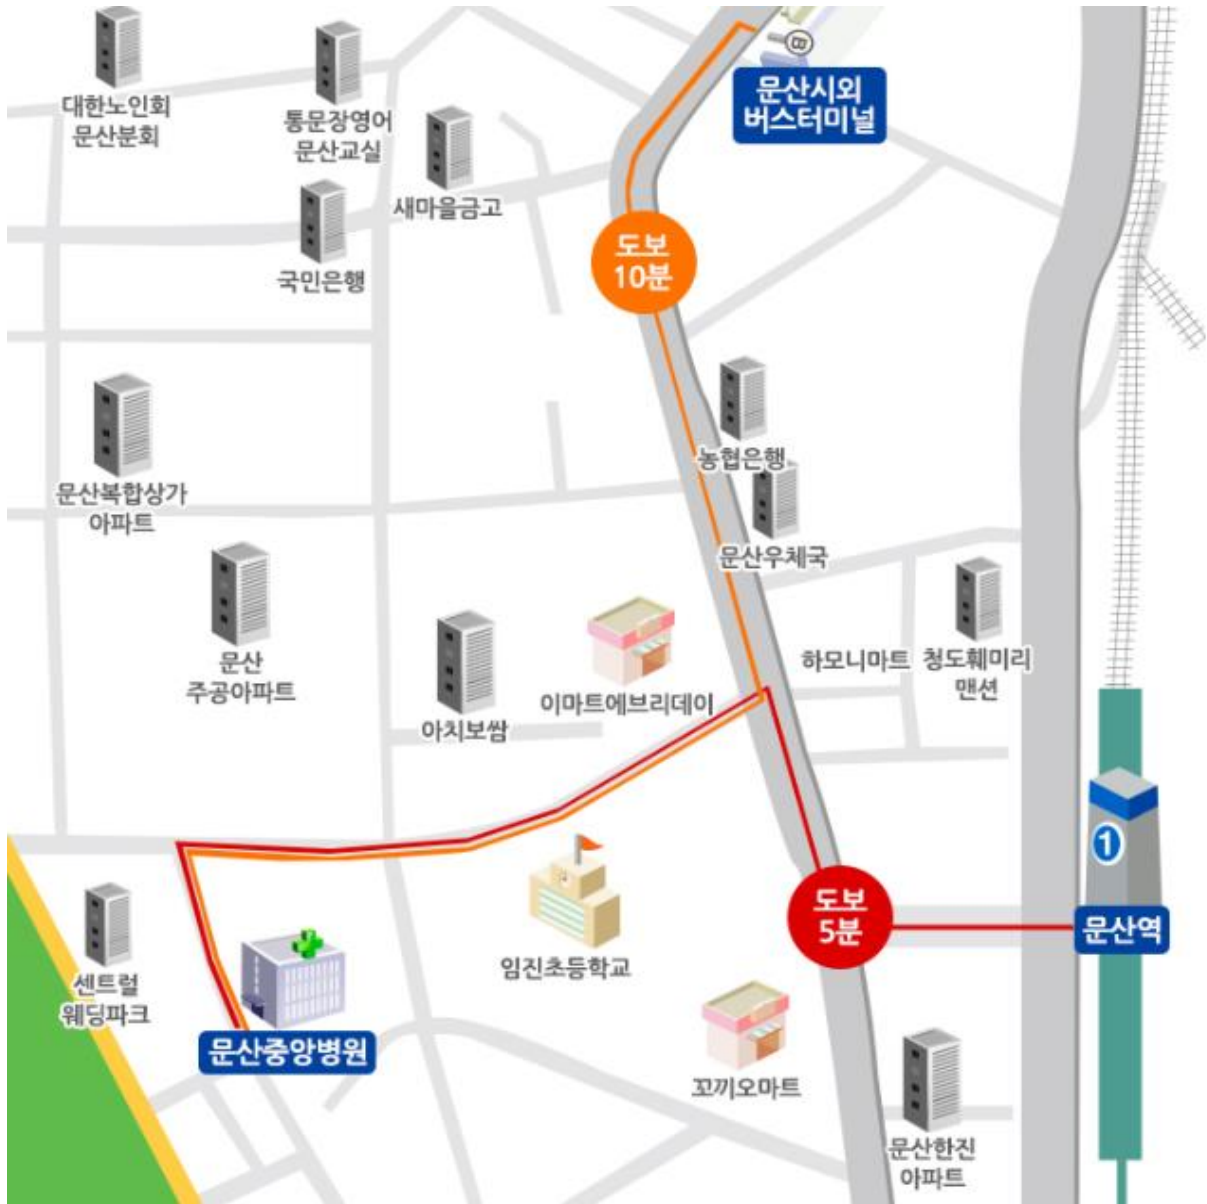 대한노인회
문산분회
통문장영어
문산교실
새마을금고
국민은행
문산시외
버스터미널
도보
10분
농협은행
문산우체국
문산복합상가
아파트
문산
주공아파트
아치보쌈
이마트에브리데이
하모니마트
청도훼미리
맨션
1
도보
5분
문산역
임진초등학교
센트럴
웨딩파크
문산중앙병원
꼬끼오마트
문산한진
아파트